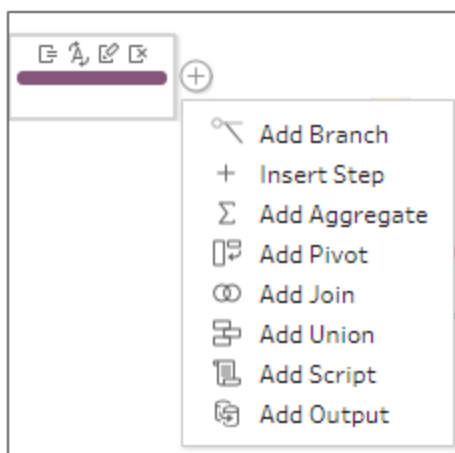 Add Branch
Insert Step
Add Aggregate
Add Pivot
Add Join
Add Union
Add Script
Add Output